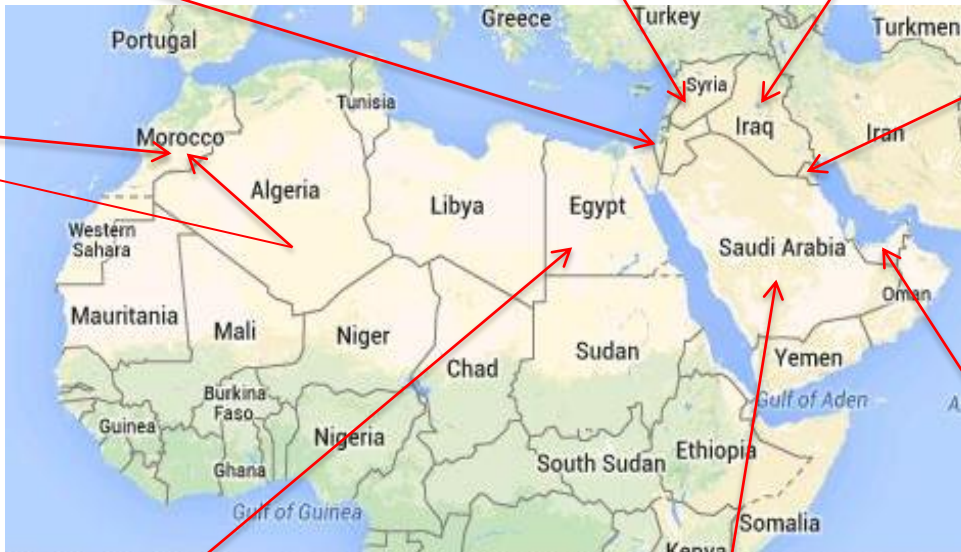 Greece
Turkey
Turkmen
Portugal
Syria
Tunisia
Morocco
Iraq
Iran
Algeria
Libya
Egypt
Western
Sahara
Saudi Arabia
Oman
Mauritania
Mali
Niger
Chad
Sudan
Yemen
Burkina
Faso
Gulf of Aden
A
Guinea
Nigeria
Ethiopia
Ghana
South Sudan
Gulf of Guinea
Somalia
Kenya